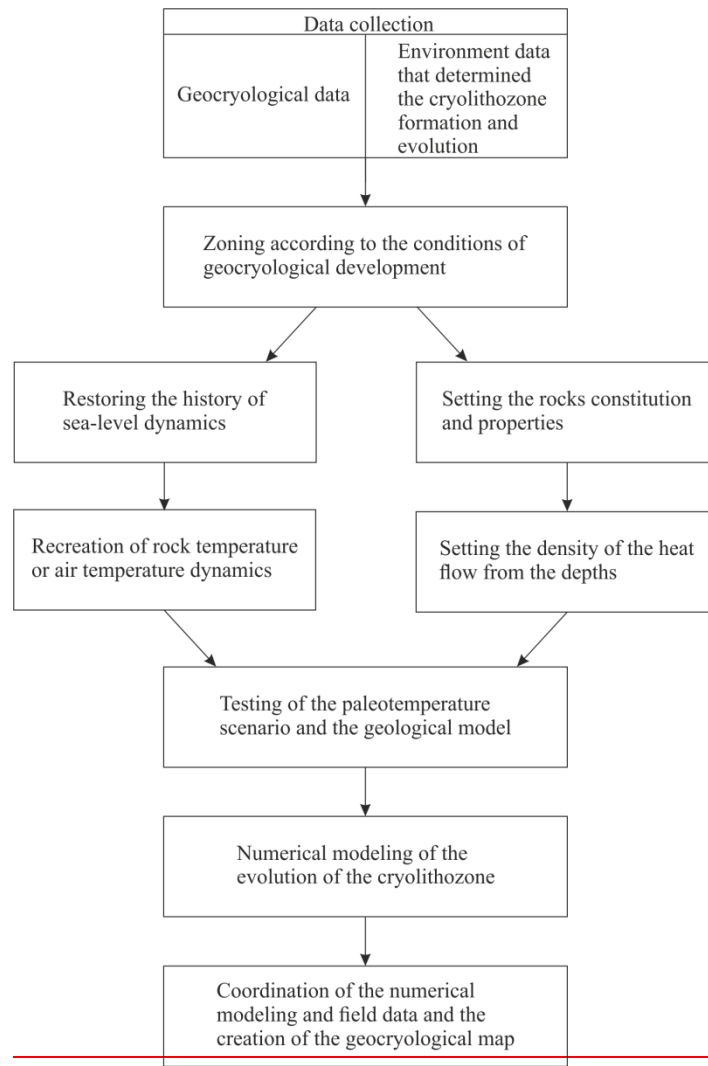 Data collection
Geocryological data
Environment data
that determined
the cryolithozone
formation and
evolution
Zoning according to the conditions of
geocryological development
Restoring the history of
sea-level dynamics
Setting the rocks constitution
and properties
Recreation of rock temperature
or air temperature dynamics
Setting the density of the heat
flow from the depths
Testing of the paleotemperature
scenario and the geological model
Numerical modeling of the
evolution of the cryolithozone
Coordination of the numerical
modeling and field data and the
creation of the geocryological map